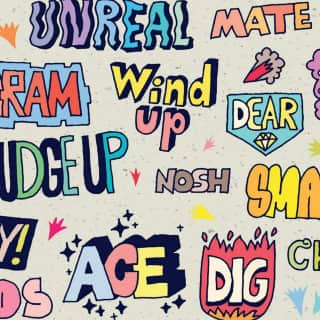 UNREAL
MATE
RAM
Wind
up
DEAR
UDGE UP
NOSH
SMA
Y!
ACE
DIG
CH
DS